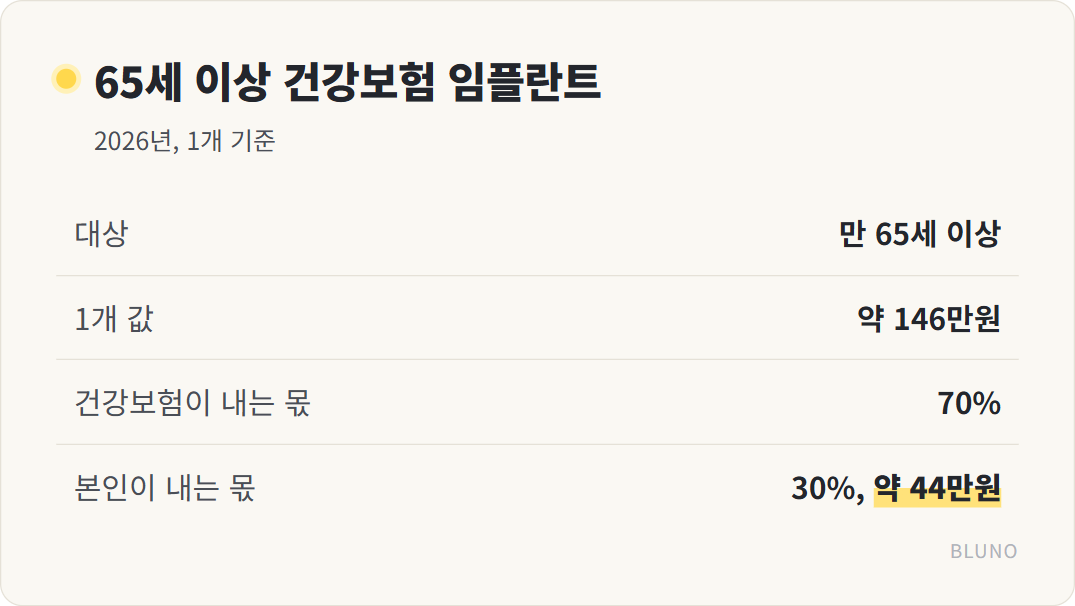 65세 이상 건강보험 임플란트
2026년, 1개 기준
대상 만 65세 이상
1개 값 약 146만원
건강보험이 내는 몫 70%
본인이 내는 몫 30%, 약 44만원
BLUNO